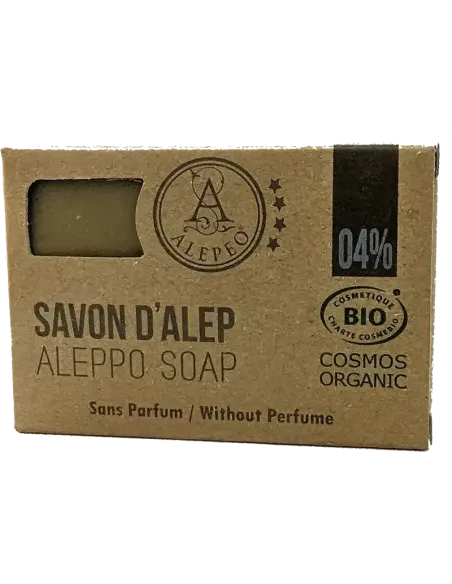 A
ALEPEO
04%
SAVON D'ALEP
ALEPPO SOAP
COSMETIQUE
BIO
CHARTE COSMEBIO
COSMOS
ORGANIC
Sans Parfum / Without Perfume